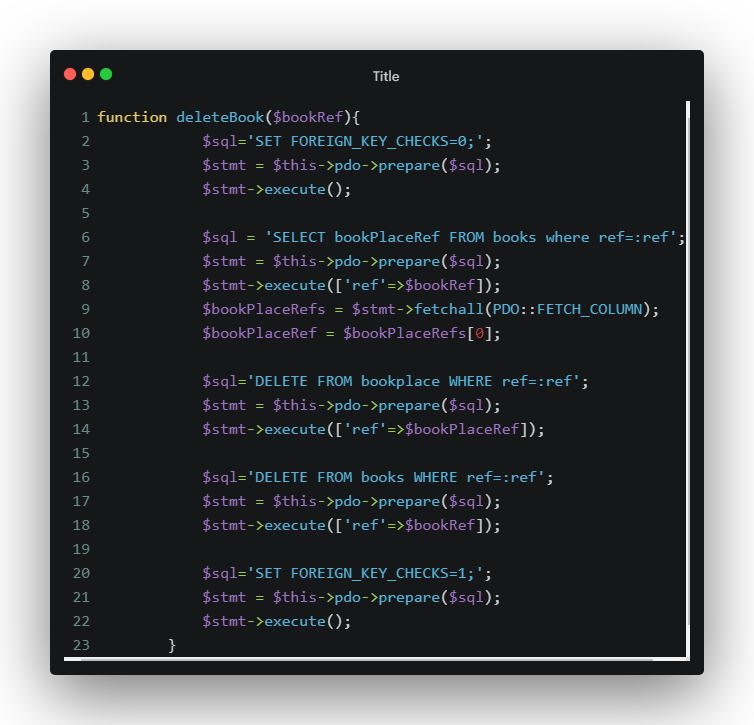 Title
1 function deleteBook($bookRef){
2             $sql='SET FOREIGN_KEY_CHECKS=0;';
3             $stmt = $this->pdo->prepare($sql);
4             $stmt->execute();
5
6             $sql = 'SELECT bookPlaceRef FROM books where ref=:ref';
7             $stmt = $this->pdo->prepare($sql);
8             $stmt->execute(['ref'=>$bookRef]);
9             $bookPlaceRefs = $stmt->fetchall(PDO::FETCH_COLUMN);
10             $bookPlaceRef = $bookPlaceRefs[0];
11
12             $sql='DELETE FROM bookplace WHERE ref=:ref';
13             $stmt = $this->pdo->prepare($sql);
14             $stmt->execute(['ref'=>$bookPlaceRef]);
15
16             $sql='DELETE FROM books WHERE ref=:ref';
17             $stmt = $this->pdo->prepare($sql);
18             $stmt->execute(['ref'=>$bookRef]);
19
20             $sql='SET FOREIGN_KEY_CHECKS=1;';
21             $stmt = $this->pdo->prepare($sql);
22             $stmt->execute();
23         }